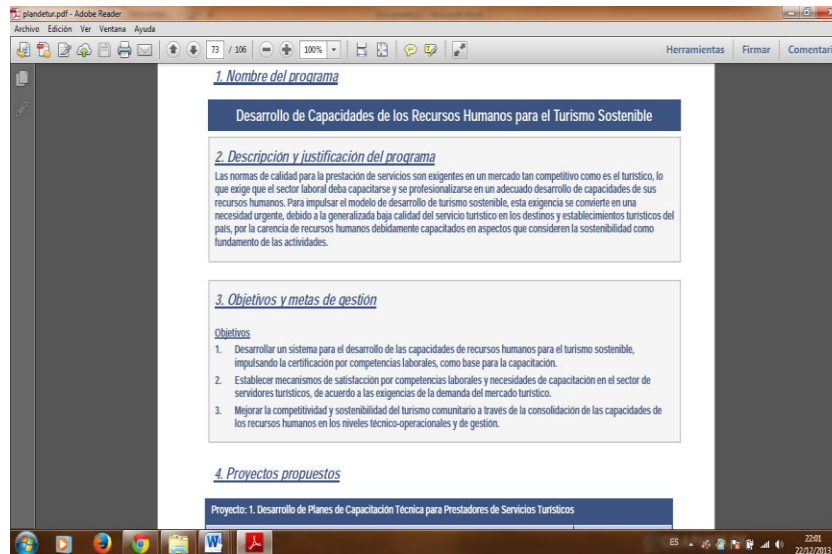 plandetur.pdf - Adobe Reader
Archivo Edición Ver Ventana Ayuda
73 / 106 100% Herramientas Firmar Comentari
1. Nombre del programa
Desarrollo de Capacidades de los Recursos Humanos para el Turismo Sostenible
2. Descripción y justificación del programa
Las normas de calidad para la prestación de servicios son exigentes en un mercado tan competitivo como es el turístico, lo
que exige que el sector laboral deba capacitarse y se profesionalizarse en un adecuado desarrollo de capacidades de sus
recursos humanos. Para impulsar el modelo de desarrollo de turismo sostenible, esta exigencia se convierte en una
necesidad urgente, debido a la generalizada baja calidad del servicio turístico en los destinos y establecimientos turísticos del
país, por la carencia de recursos humanos debidamente capacitados en aspectos que consideren la sostenibilidad como
fundamento de las actividades.
3. Objetivos y metas de gestión
Objetivos
1. Desarrollar un sistema para el desarrollo de las capacidades de recursos humanos para el turismo sostenible,
impulsando la certificación por competencias laborales, como base para la capacitación.
2. Establecer mecanismos de satisfacción por competencias laborales y necesidades de capacitación en el sector de
servidores turísticos, de acuerdo a las exigencias de la demanda del mercado turístico.
3. Mejorar la competitividad y sostenibilidad del turismo comunitario a través de la consolidación de las capacidades de
los recursos humanos en los niveles técnico-operacionales y de gestión.
4. Proyectos propuestos
Proyecto: 1. Desarrollo de Planes de Capacitación Técnica para Prestadores de Servicios Turísticos
ES 22:01
22/12/2013